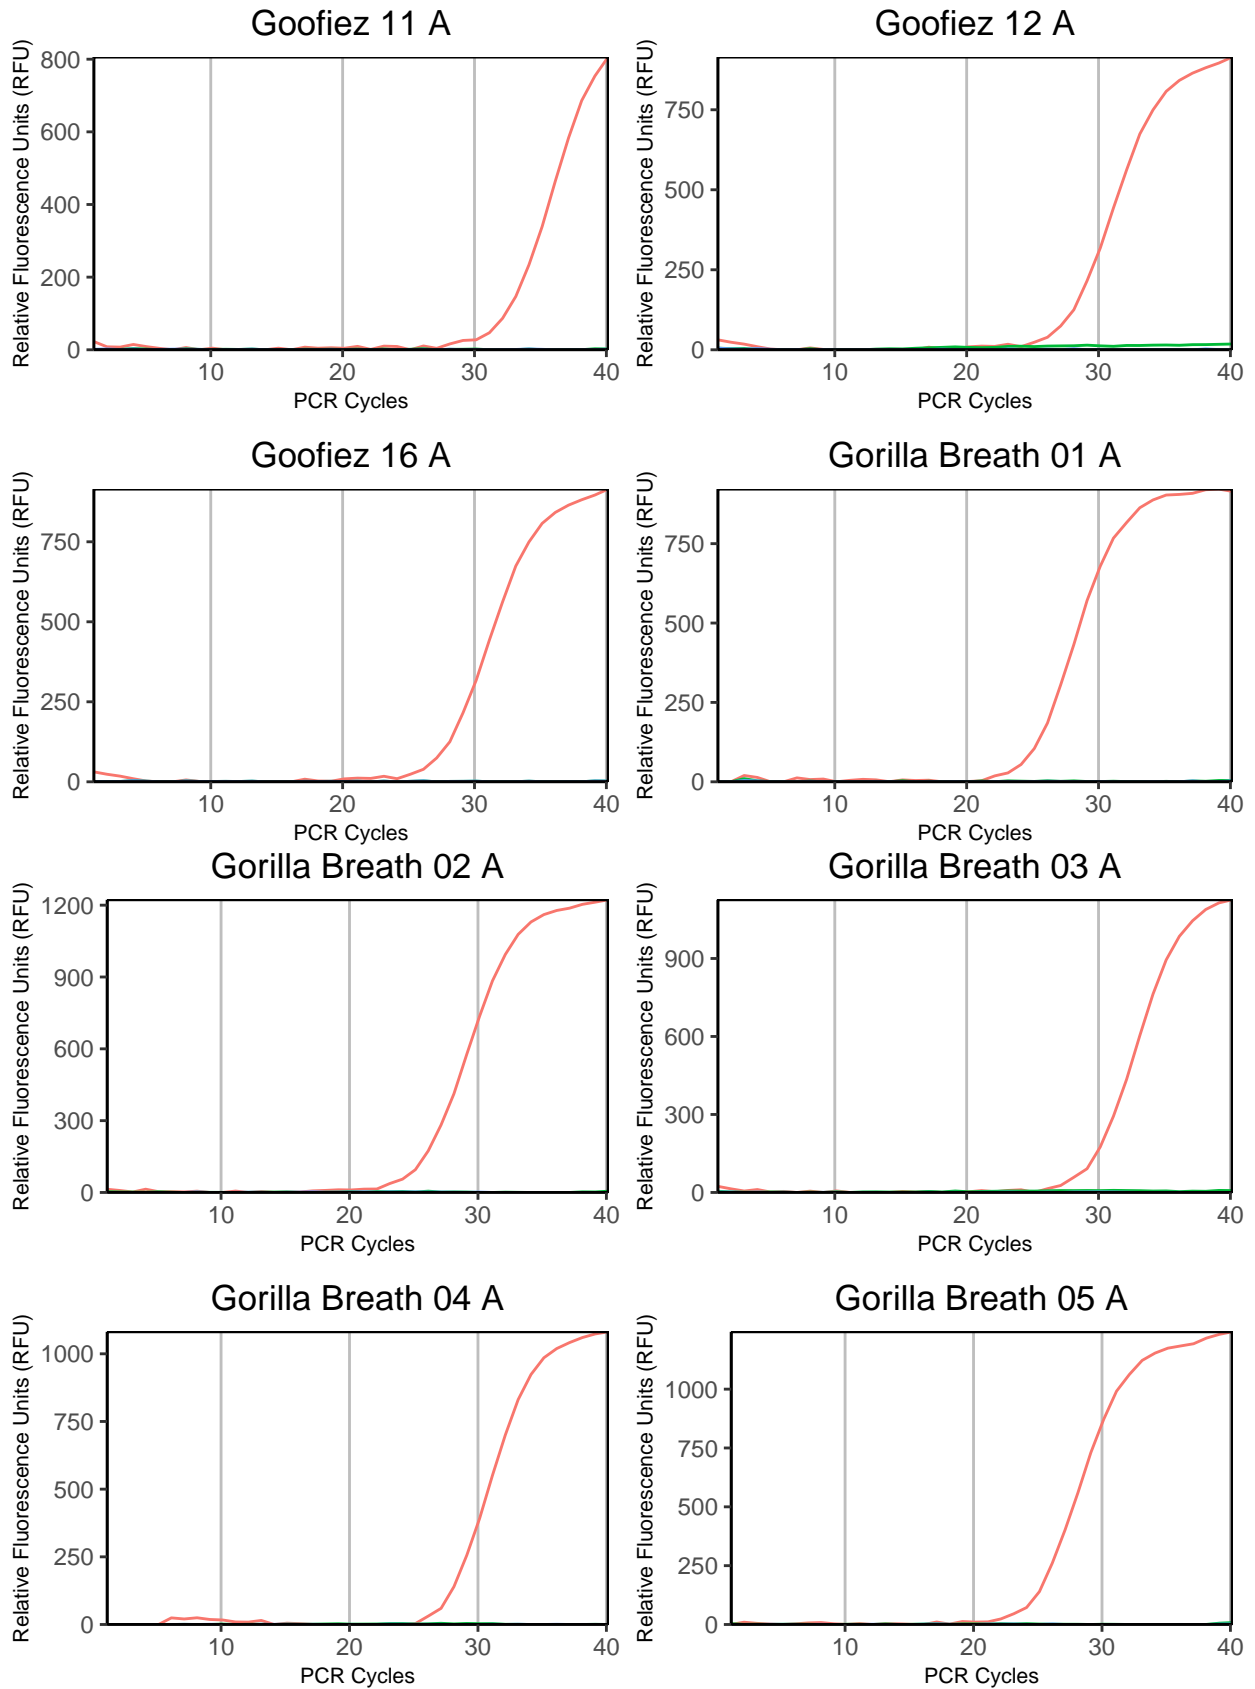 Goofiez 11 A
Relative Fluorescence Units (RFU)
800
600
400
200
0
10 20 30 40
PCR Cycles
Goofiez 12 A
Relative Fluorescence Units (RFU)
750
500
250
0
10 20 30 40
PCR Cycles
Goofiez 16 A
Relative Fluorescence Units (RFU)
750
500
250
0
10 20 30 40
PCR Cycles
Gorilla Breath 01 A
Relative Fluorescence Units (RFU)
750
500
250
0
10 20 30 40
PCR Cycles
Gorilla Breath 02 A
Relative Fluorescence Units (RFU)
1200
900
600
300
0
10 20 30 40
PCR Cycles
Gorilla Breath 03 A
Relative Fluorescence Units (RFU)
900
600
300
0
10 20 30 40
PCR Cycles
Gorilla Breath 04 A
Relative Fluorescence Units (RFU)
1000
750
500
250
0
10 20 30 40
PCR Cycles
Gorilla Breath 05 A
Relative Fluorescence Units (RFU)
1000
750
500
250
0
10 20 30 40
PCR Cycles